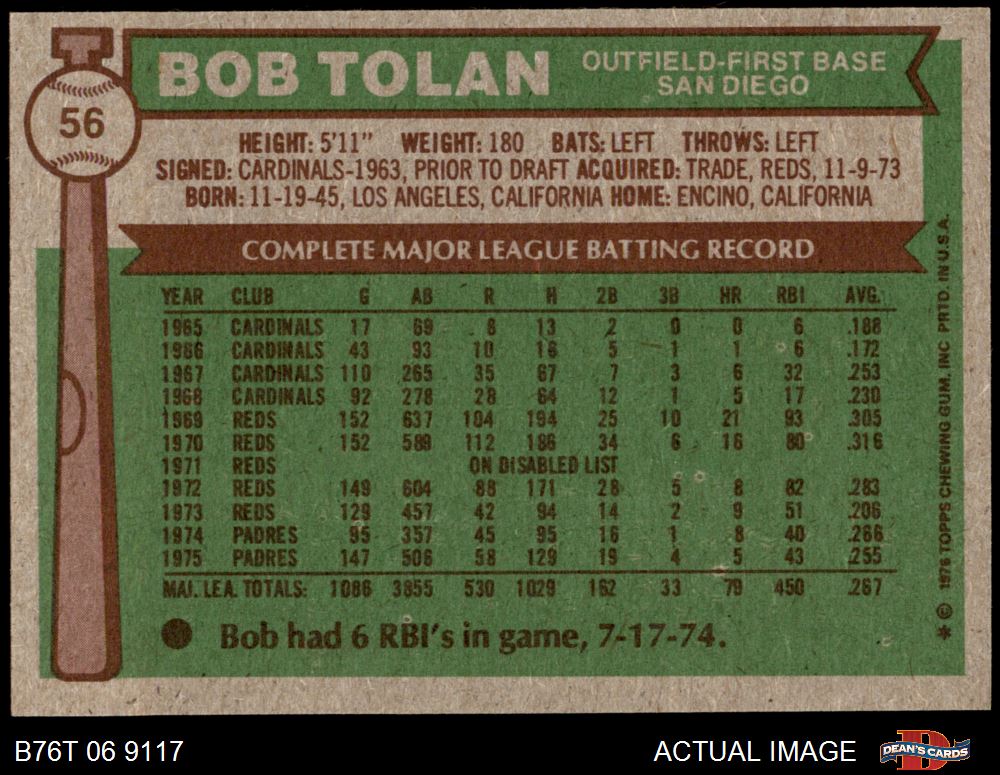 56
BOB TOLAN
OUTFIELD-FIRST BASE
SAN DIEGO
HEIGHT: 5'11" WEIGHT: 180 BATS: LEFT THROWS: LEFT
SIGNED: CARDINALS-1963, PRIOR TO DRAFT ACQUIRED: TRADE, REDS, 11-9-73
BORN: 11-19-45, LOS ANGELES, CALIFORNIA HOME: ENCINO, CALIFORNIA
COMPLETE MAJOR LEAGUE BATTING RECORD
YEAR CLUB G AB R H 2B 3B HR RBI AVG.
1965 CARDINALS 17 69 8 13 2 0 0 6 .188
1966 CARDINALS 43 93 10 16 5 1 1 6 .172
1967 CARDINALS 110 265 35 67 7 3 6 32 .253
1968 CARDINALS 92 278 28 64 12 1 5 17 .230
1969 REDS 152 637 104 194 25 10 21 93 .305
1970 REDS 152 589 112 186 34 6 16 80 .316
1971 REDS ON DISABLED LIST
1972 REDS 149 604 88 171 28 5 8 82 .283
1973 REDS 129 457 42 94 14 2 9 51 .206
1974 PADRES 95 357 45 95 16 1 8 40 .266
1975 PADRES 147 506 58 129 19 4 5 43 .255
MAJ. LEA. TOTALS: 1086 3855 530 1029 162 33 79 450 .267
Bob had 6 RBI's in game, 7-17-74.
* © 1976 TOPPS CHEWING GUM, INC PRTD. IN U.S.A.
B76T 06 9117
ACTUAL IMAGE
D
DEAN'S CARDS